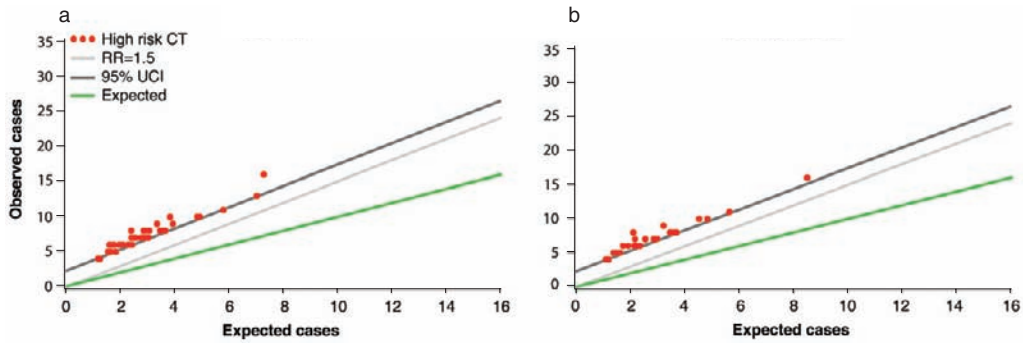 a
35
30
25
20
15
10
5
0
Observed cases
High risk CT
RR=1.5
95% UCI
Expected
0 2 4 6 8 10 12 14 16
Expected cases
b
35
30
25
20
15
10
5
0
0 2 4 6 8 10 12 14 16
Expected cases